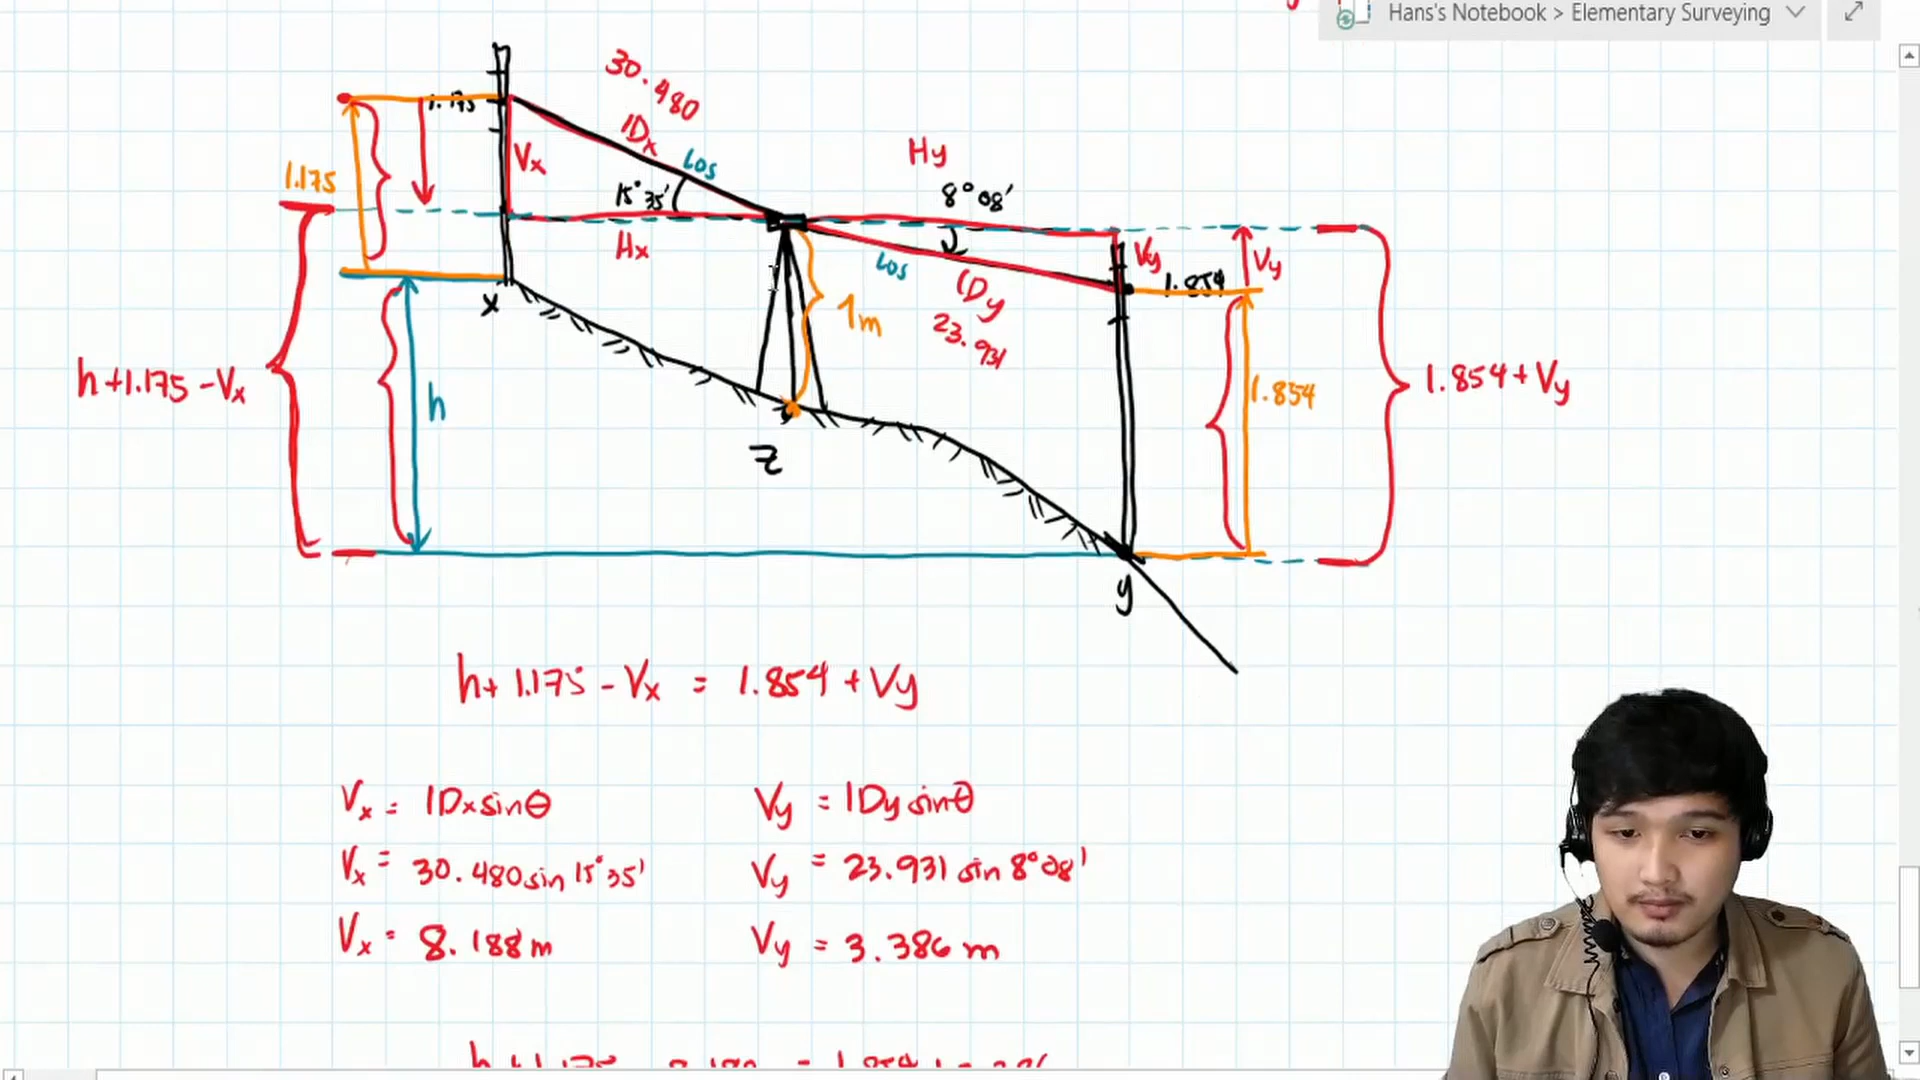 Hans's Notebook > Elementary Surveying
30.480
IDx
1.175
Vx
LOS
Hy
1.175
15°35'
8°08'
Hx
Vy
Vy
LOS
IDy
1.854
x
1m
23.931
h+1.175-Vx
h
1.854
1.854+Vy
z
y
h+ 1.175 - Vx = 1.854 + Vy
Vx = IDx sinθ
Vy = IDy sinθ
Vx = 30.480 sin 15°35'
Vy = 23.931 sin 8°08'
Vx = 8.188 m
Vy = 3.386 m